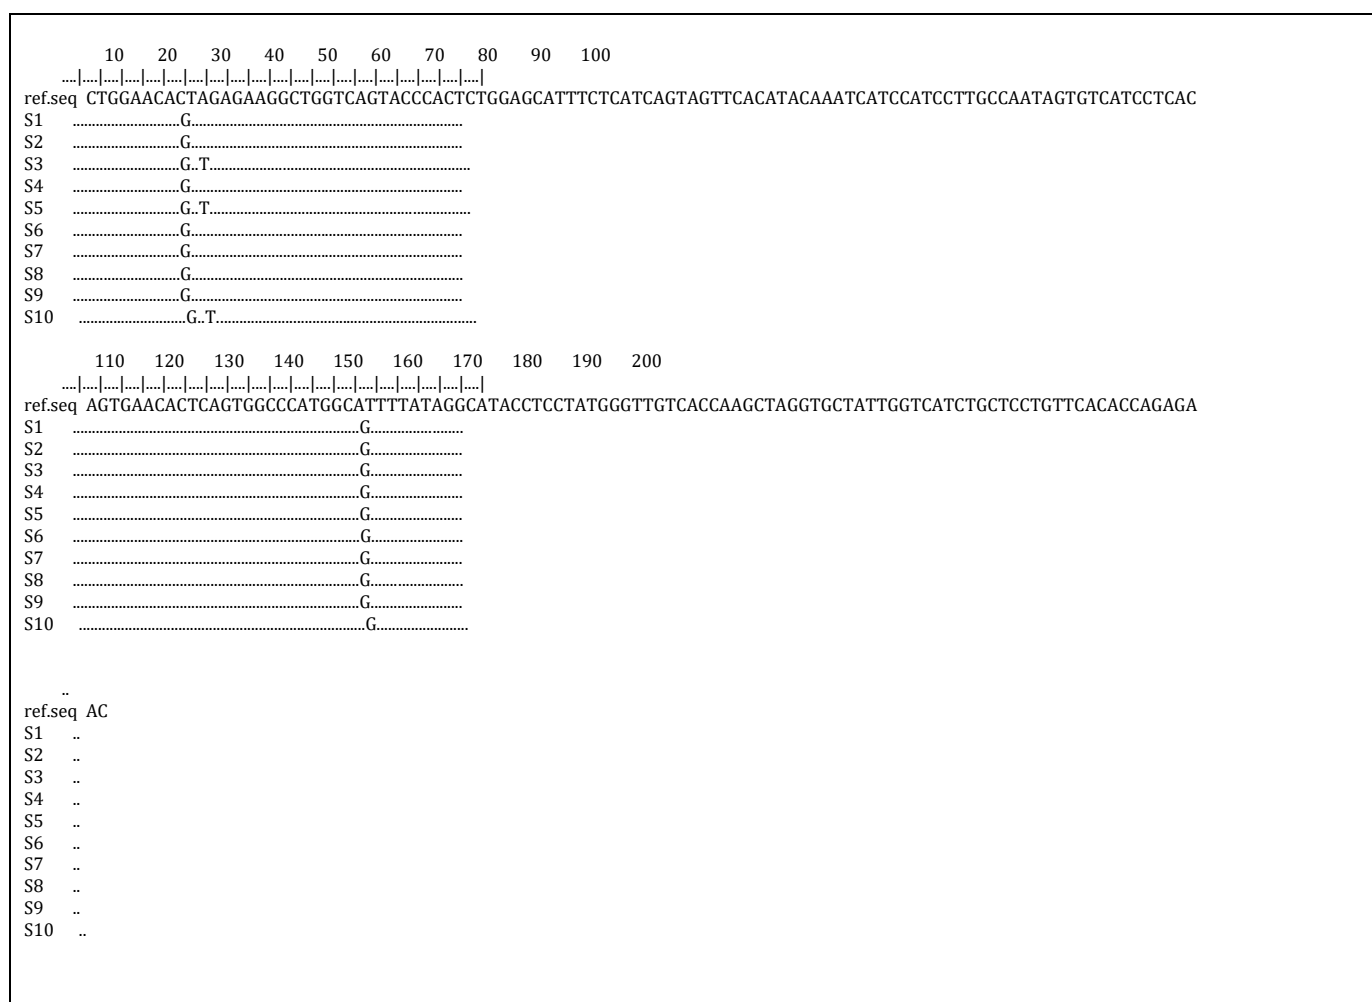 10 20 30 40 50 60 70 80 90 100
....|....|....|....|....|....|....|....|....|....|....|....|....|....|....|....|....|....|....|....|
ref.seq CTGGAACACTAGAGAAGGCTGGTCAGTACCCACTCTGGAGCATTTCTCATCAGTAGTTCACATACAAATCATCCATCCTTGCCAATAGTGTCATCCTCAC
S1 ............................G.......................................................................
S2 ............................G.......................................................................
S3 ............................G..T....................................................................
S4 ............................G.......................................................................
S5 ............................G..T....................................................................
S6 ............................G.......................................................................
S7 ............................G.......................................................................
S8 ............................G.......................................................................
S9 ............................G.......................................................................
S10 ............................G..T....................................................................
110 120 130 140 150 160 170 180 190 200
....|....|....|....|....|....|....|....|....|....|....|....|....|....|....|....|....|....|....|....|
ref.seq AGTGAACACTCAGTGGCCCATGGCATTTTATAGGCATACCTCCTATGGGTTGTCACCAAGCTAGGTGCTATTGGTCATCTGCTCCTGTTCACACCAGAGA
S1 ...........................................................................G........................
S2 ...........................................................................G........................
S3 ...........................................................................G........................
S4 ...........................................................................G........................
S5 ...........................................................................G........................
S6 ...........................................................................G........................
S7 ...........................................................................G........................
S8 ...........................................................................G........................
S9 ...........................................................................G........................
S10 ...........................................................................G........................
..
ref.seq AC
S1 ..
S2 ..
S3 ..
S4 ..
S5 ..
S6 ..
S7 ..
S8 ..
S9 ..
S10 ..